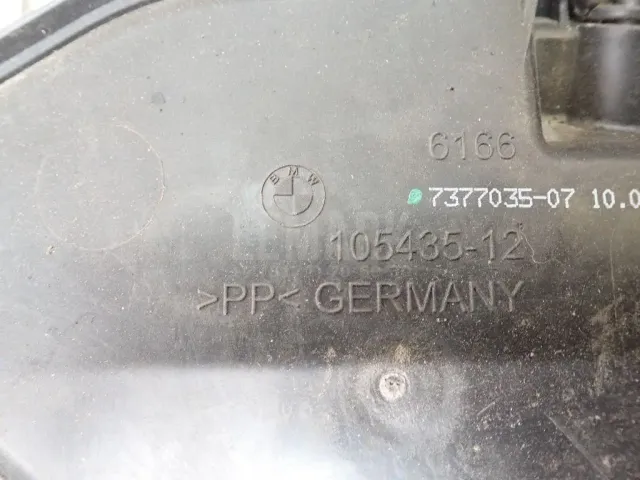 6166
BMW
7377035-07 10.0
105435-12
>PP< GERMANY